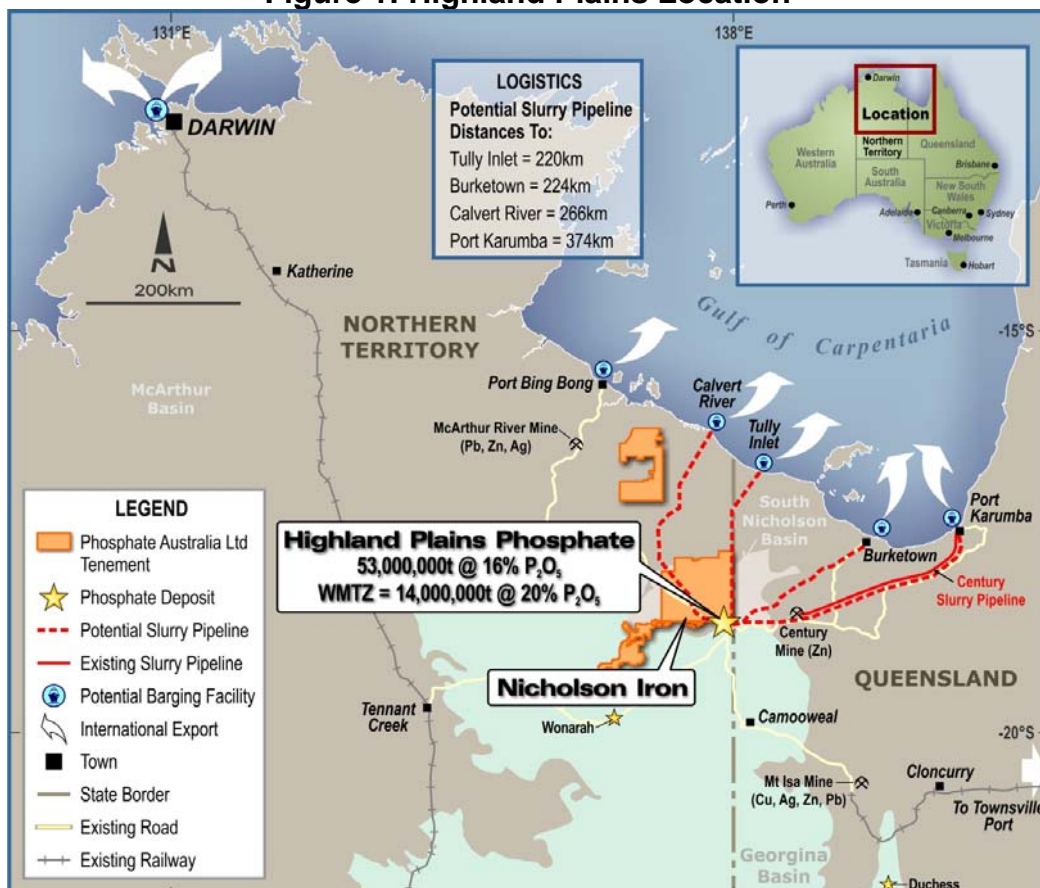 Figure 1: Highland Plains Location
131°E
138°E
DARWIN
LOGISTICS
Potential Slurry Pipeline
Distances To:
Tully Inlet = 220km
Burketown = 224km
Calvert River = 266km
Port Karumba = 374km
Darwin
Location
Northern
Territory
Western
Australia
Queensland
South
Australia
Brisbane
New South
Wales
Perth
Adelaide
Canberra
Sydney
Victoria
Melbourne
Tasmania
Hobart
N
200km
Katherine
NORTHERN
TERRITORY
Gulf of Carpentaria
-15°S
McArthur
Basin
Port Bing Bong
Calvert
River
Tully
Inlet
McArthur River Mine
(Pb, Zn, Ag)
South
Nicholson
Basin
Port
Karumba
Burketown
Highland Plains Phosphate
53,000,000t @ 16% P₂O₅
WMTZ = 14,000,000t @ 20% P₂O₅
Century
Slurry Pipeline
Century
Mine (Zn)
Nicholson Iron
QUEENSLAND
Tennant
Creek
Wonarah
Camooweal
-20°S
Mt Isa Mine
(Cu, Ag, Zn, Pb)
Cloncurry
To Townsville
Port
Georgina
Basin
Duchess
LEGEND
Phosphate Australia Ltd
Tenement
Phosphate Deposit
Potential Slurry Pipeline
Existing Slurry Pipeline
Potential Barging Facility
International Export
Town
State Border
Existing Road
Existing Railway